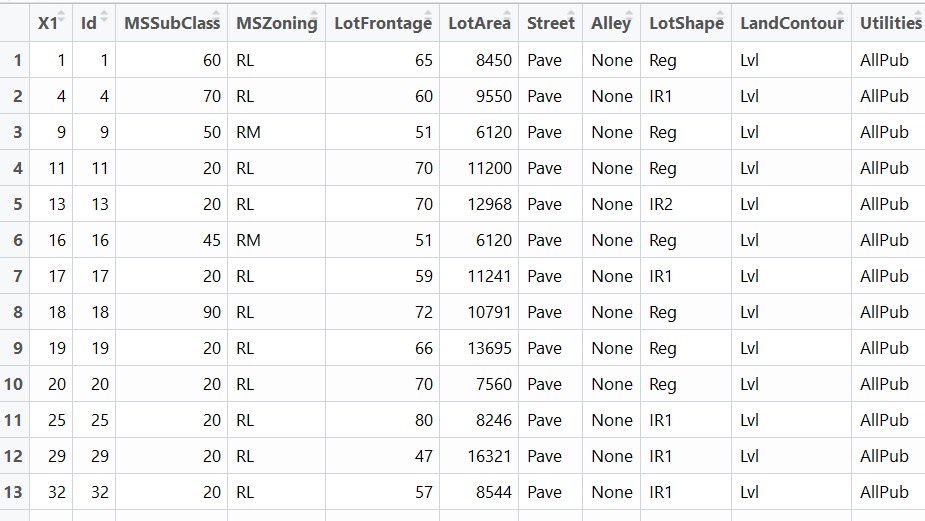 X1 Id MSSubClass MSZoning LotFrontage LotArea Street Alley LotShape LandContour Utilities
1 1 1 60 RL 65 8450 Pave None Reg Lvl AllPub
2 4 4 70 RL 60 9550 Pave None IR1 Lvl AllPub
3 9 9 50 RM 51 6120 Pave None Reg Lvl AllPub
4 11 11 20 RL 70 11200 Pave None Reg Lvl AllPub
5 13 13 20 RL 70 12968 Pave None IR2 Lvl AllPub
6 16 16 45 RM 51 6120 Pave None Reg Lvl AllPub
7 17 17 20 RL 59 11241 Pave None IR1 Lvl AllPub
8 18 18 90 RL 72 10791 Pave None Reg Lvl AllPub
9 19 19 20 RL 66 13695 Pave None Reg Lvl AllPub
10 20 20 20 RL 70 7560 Pave None Reg Lvl AllPub
11 25 25 20 RL 80 8246 Pave None IR1 Lvl AllPub
12 29 29 20 RL 47 16321 Pave None IR1 Lvl AllPub
13 32 32 20 RL 57 8544 Pave None IR1 Lvl AllPub